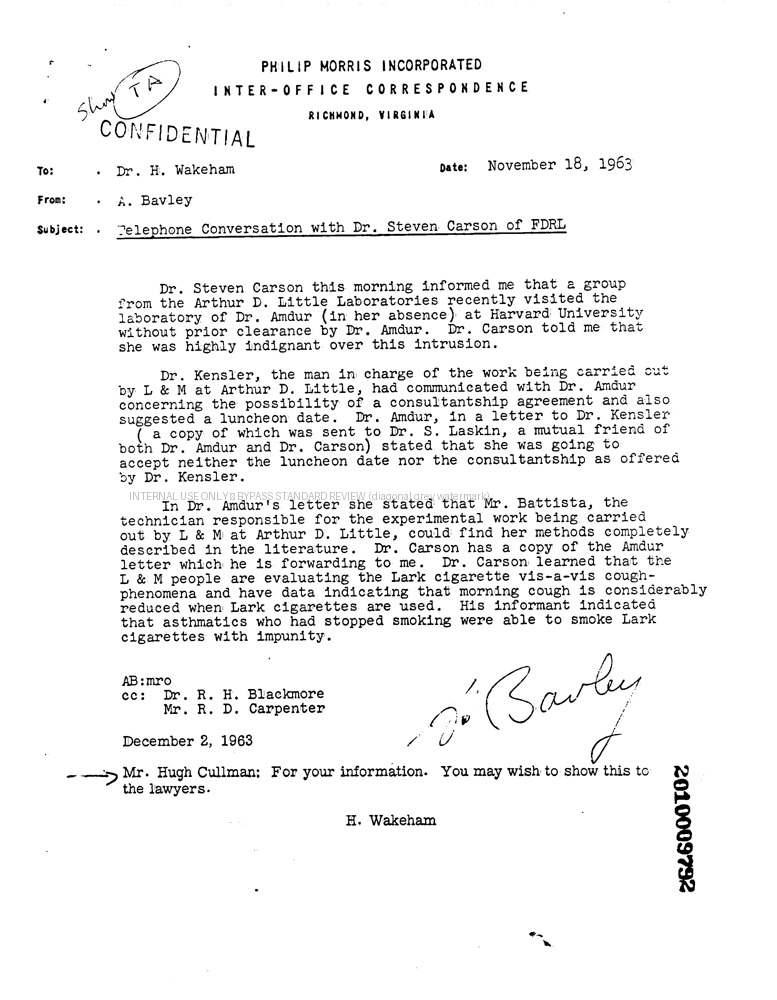 PHILIP MORRIS INCORPORATED
INTER-OFFICE CORRESPONDENCE
RICHMOND, VIRGINIA
Show TA
CONFIDENTIAL
To: . Dr. H. Wakeham Date: November 18, 1963
From: . A. Bavley
Subject: . Telephone Conversation with Dr. Steven Carson of FDRL
Dr. Steven Carson this morning informed me that a group
from the Arthur D. Little Laboratories recently visited the
laboratory of Dr. Amdur (in her absence) at Harvard University
without prior clearance by Dr. Amdur. Dr. Carson told me that
she was highly indignant over this intrusion.
Dr. Kensler, the man in charge of the work being carried out
by L & M at Arthur D. Little, had communicated with Dr. Amdur
concerning the possibility of a consultantship agreement and also
suggested a luncheon date. Dr. Amdur, in a letter to Dr. Kensler
( a copy of which was sent to Dr. S. Laskin, a mutual friend of
both Dr. Amdur and Dr. Carson) stated that she was going to
accept neither the luncheon date nor the consultantship as offered
by Dr. Kensler.
INTERNAL USE ONLY BYPASS STANDARD REVIEW (diagonal grey watermark)
In Dr. Amdur's letter she stated that Mr. Battista, the
technician responsible for the experimental work being carried
out by L & M at Arthur D. Little, could find her methods completely
described in the literature. Dr. Carson has a copy of the Amdur
letter which he is forwarding to me. Dr. Carson learned that the
L & M people are evaluating the Lark cigarette vis-a-vis cough-
phenomena and have data indicating that morning cough is considerably
reduced when Lark cigarettes are used. His informant indicated
that asthmatics who had stopped smoking were able to smoke Lark
cigarettes with impunity.
AB:mro
cc: Dr. R. H. Blackmore
Mr. R. D. Carpenter
Bavley
December 2, 1963
Mr. Hugh Cullman: For your information. You may wish to show this to
the lawyers.
H. Wakeham
2010009792